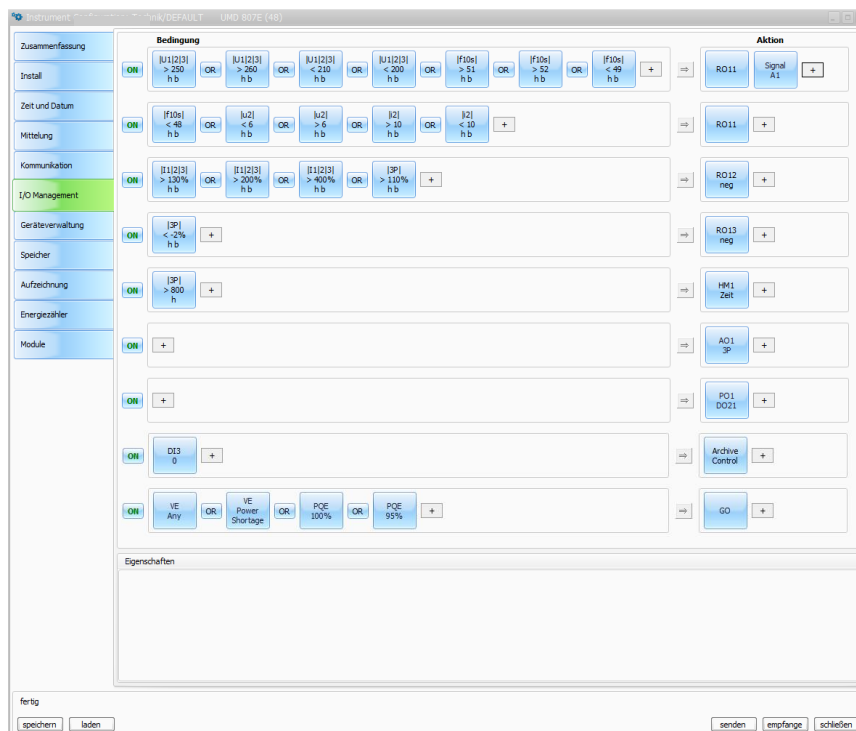 Instrument Technik/DEFAULT UMD 807E (48)
Zusammenfassung
Install
Zeit und Datum
Mittelung
Kommunikation
I/O Management
Geräteverwaltung
Speicher
Aufzeichnung
Energiezähler
Module
Bedingung
Aktion
ON |U1|2|3| > 250 h b OR |U1|2|3| > 260 h b OR |U1|2|3| < 210 h b OR |U1|2|3| < 200 h b OR |f10s| > 51 h b OR |f10s| > 52 h b OR |f10s| < 49 h b + ⇒ RO11 Signal A1 +
ON |f10s| < 48 h b OR |u2| < 6 h b OR |u2| > 6 h b OR |i2| > 10 h b OR |i2| < 10 h b + ⇒ RO11 +
ON |I1|2|3| > 130% h b OR |I1|2|3| > 200% h b OR |I1|2|3| > 400% h b OR |3P| > 110% h b + ⇒ RO12 neg +
ON |3P| < -2% h b + ⇒ RO13 neg +
ON |3P| > 800 h + ⇒ HM1 Zeit +
ON + ⇒ AO1 3P +
ON + ⇒ PO1 DO21 +
ON DI3 0 + ⇒ Archive Control +
ON VE Any OR VE Power Shortage OR PQE 100% OR PQE 95% + ⇒ GO +
Eigenschaften
fertig
speichern laden senden empfange schließen